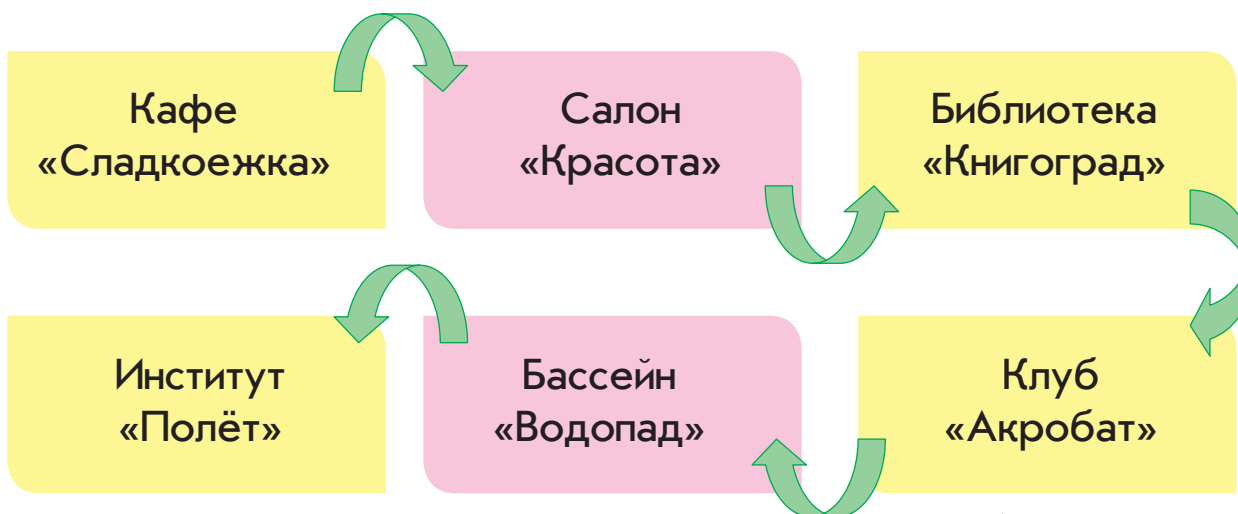 Кафе
«Сладкоежка»
Салон
«Красота»
Библиотека
«Книгоград»
Институт
«Полёт»
Бассейн
«Водопад»
Клуб
«Акробат»